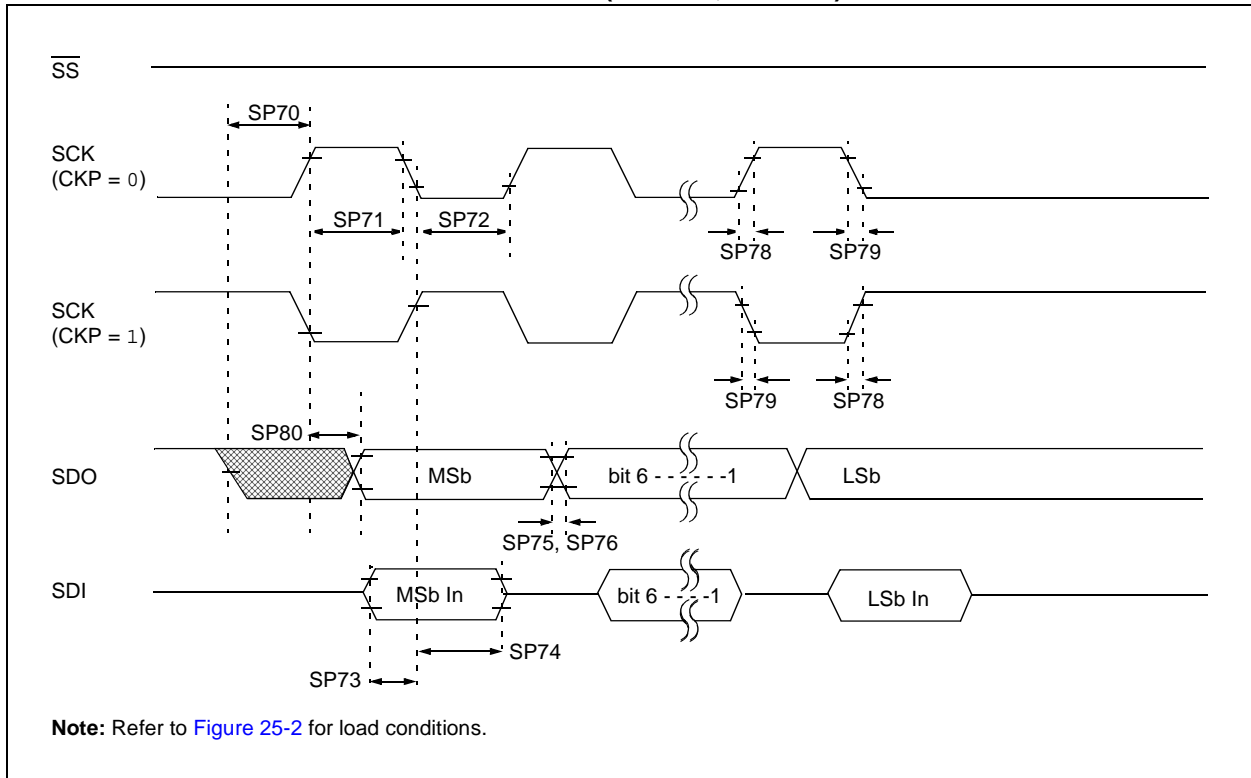 SS
SP70
SCK
(CKP = 0)
SP71
SP72
SP78
SP79
SCK
(CKP = 1)
SP79
SP78
SP80
SDO
MSb
bit 6 - - - - - -1
LSb
SP75, SP76
SDI
MSb In
bit 6 - - - - -1
LSb In
SP74
SP73
Note: Refer to Figure 25-2 for load conditions.